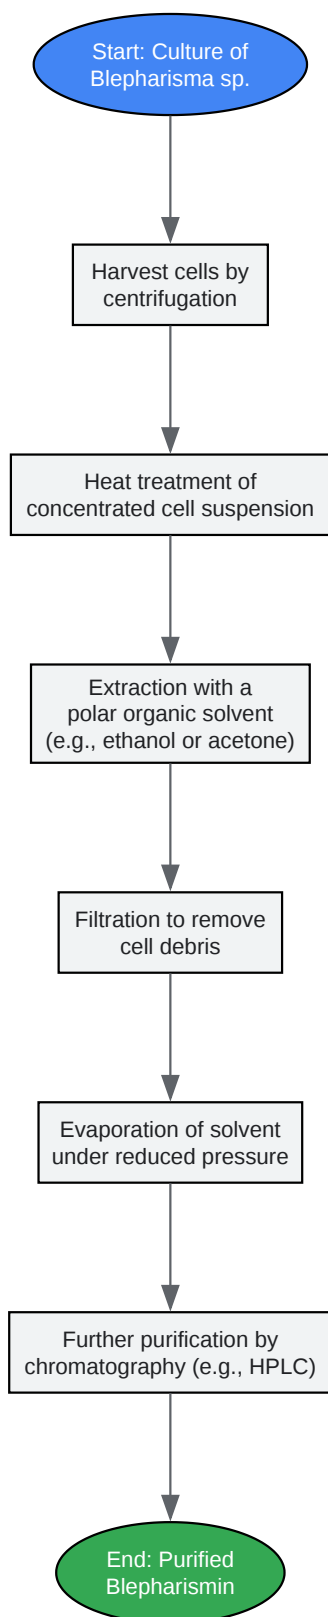 Start: Culture of
Blepharisma sp.
Harvest cells by
centrifugation
Heat treatment of
concentrated cell suspension
Extraction with a
polar organic solvent
(e.g., ethanol or acetone)
Filtration to remove
cell debris
Evaporation of solvent
under reduced pressure
Further purification by
chromatography (e.g., HPLC)
End: Purified
Blepharismin